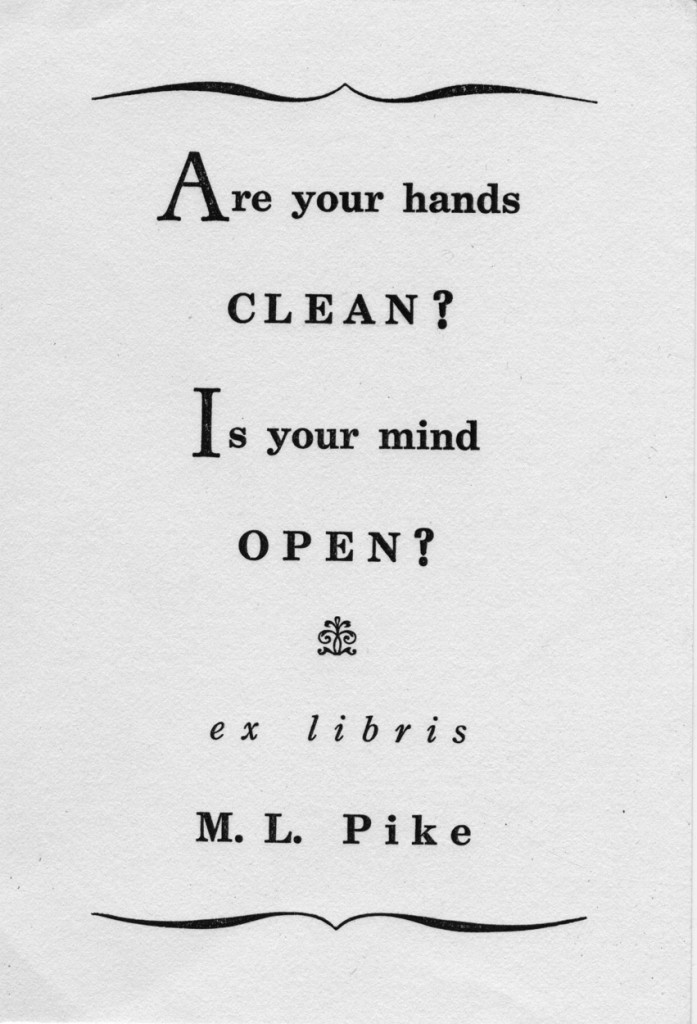 Are your hands
CLEAN?
Is your mind
OPEN?
ex libris
M. L. Pike